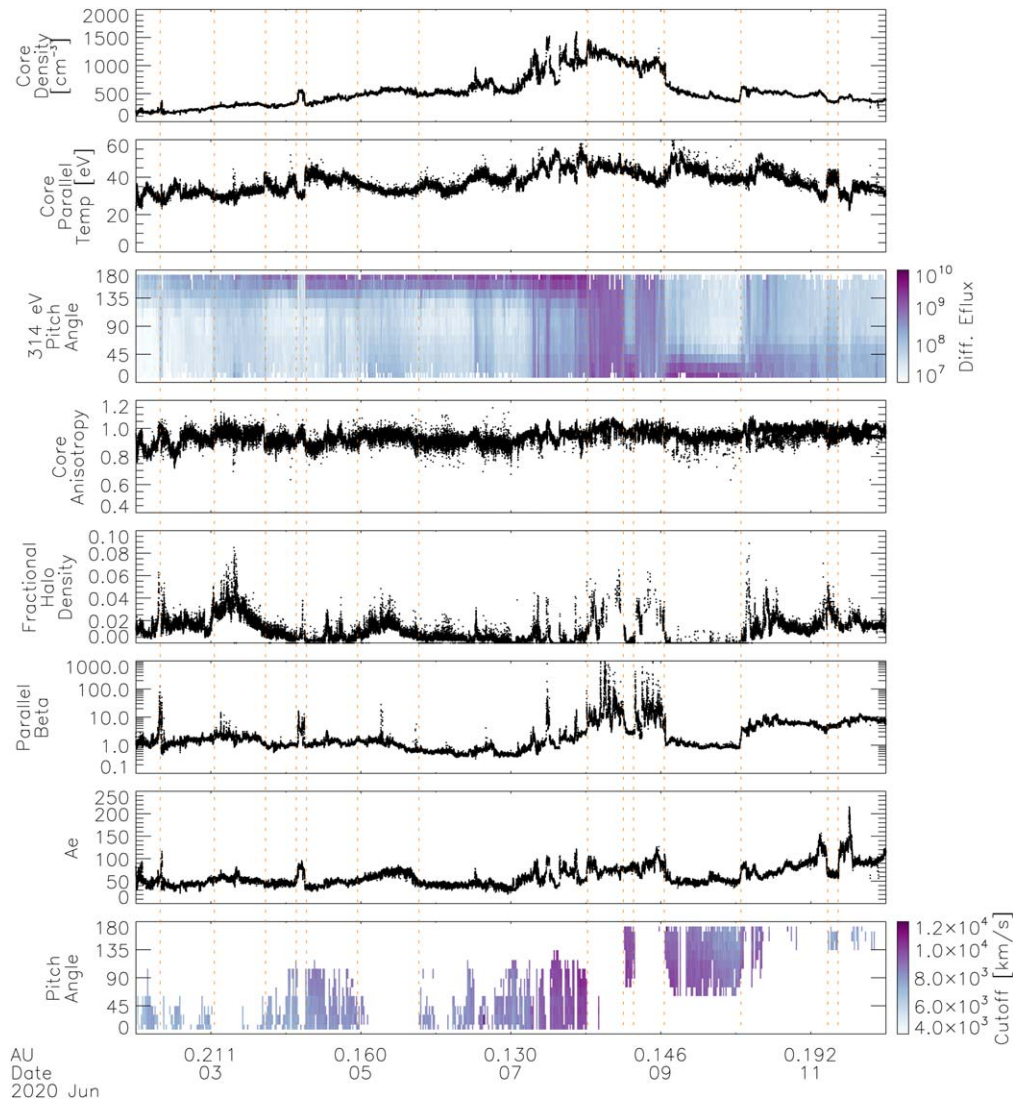 Core
Density
[cm⁻³]
2000
1500
1000
500
0
Core
Parallel
Temp [eV]
60
40
20
0
314 eV
Pitch
Angle
180
135
90
45
0
10¹⁰
10⁹
10⁸
10⁷
Diff. Eflux
Core
Anisotropy
1.2
1.0
0.8
0.6
0.4
Fractional
Halo
Density
0.10
0.08
0.06
0.04
0.02
0.00
Parallel
Beta
1000.0
100.0
10.0
1.0
0.1
Ae
250
200
150
100
50
0
Pitch
Angle
180
135
90
45
0
1.2×10⁴
1.0×10⁴
8.0×10³
6.0×10³
4.0×10³
Cutoff [km/s]
AU 0.211 0.160 0.130 0.146 0.192
Date 03 05 07 09 11
2020 Jun